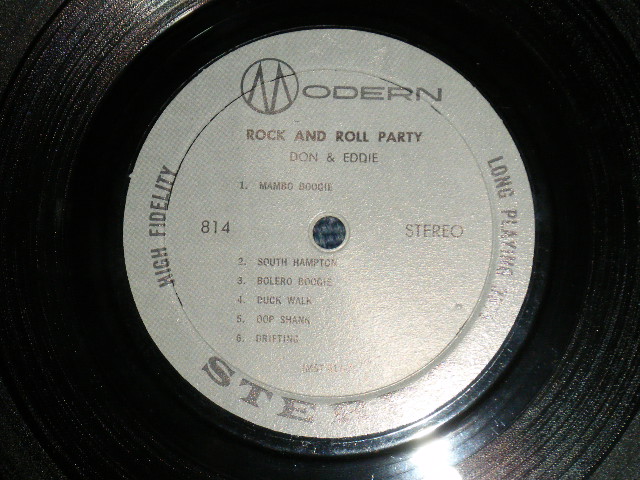 MODERN
ROCK AND ROLL PARTY
DON & EDDIE
1. MAMBO BOOGIE
814 STEREO
2. SOUTH HAMPTON
3. BOLERO BOOGIE
4. DUCK WALK
5. OOP SHANK
6. DRIFTING
HIGH FIDELITY
LONG PLAYING